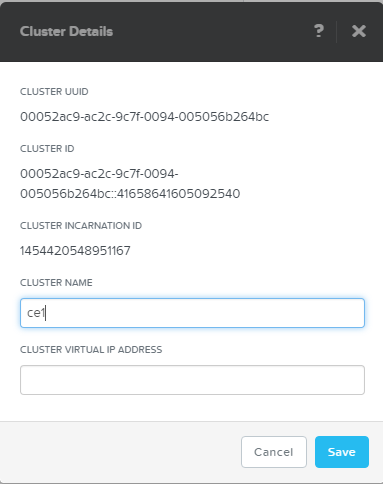 Cluster Details ? ×
CLUSTER UUID
00052ac9-ac2c-9c7f-0094-005056b264bc
CLUSTER ID
00052ac9-ac2c-9c7f-0094-
005056b264bc::41658641605092540
CLUSTER INCARNATION ID
1454420548951167
CLUSTER NAME
ce1
CLUSTER VIRTUAL IP ADDRESS
Cancel Save